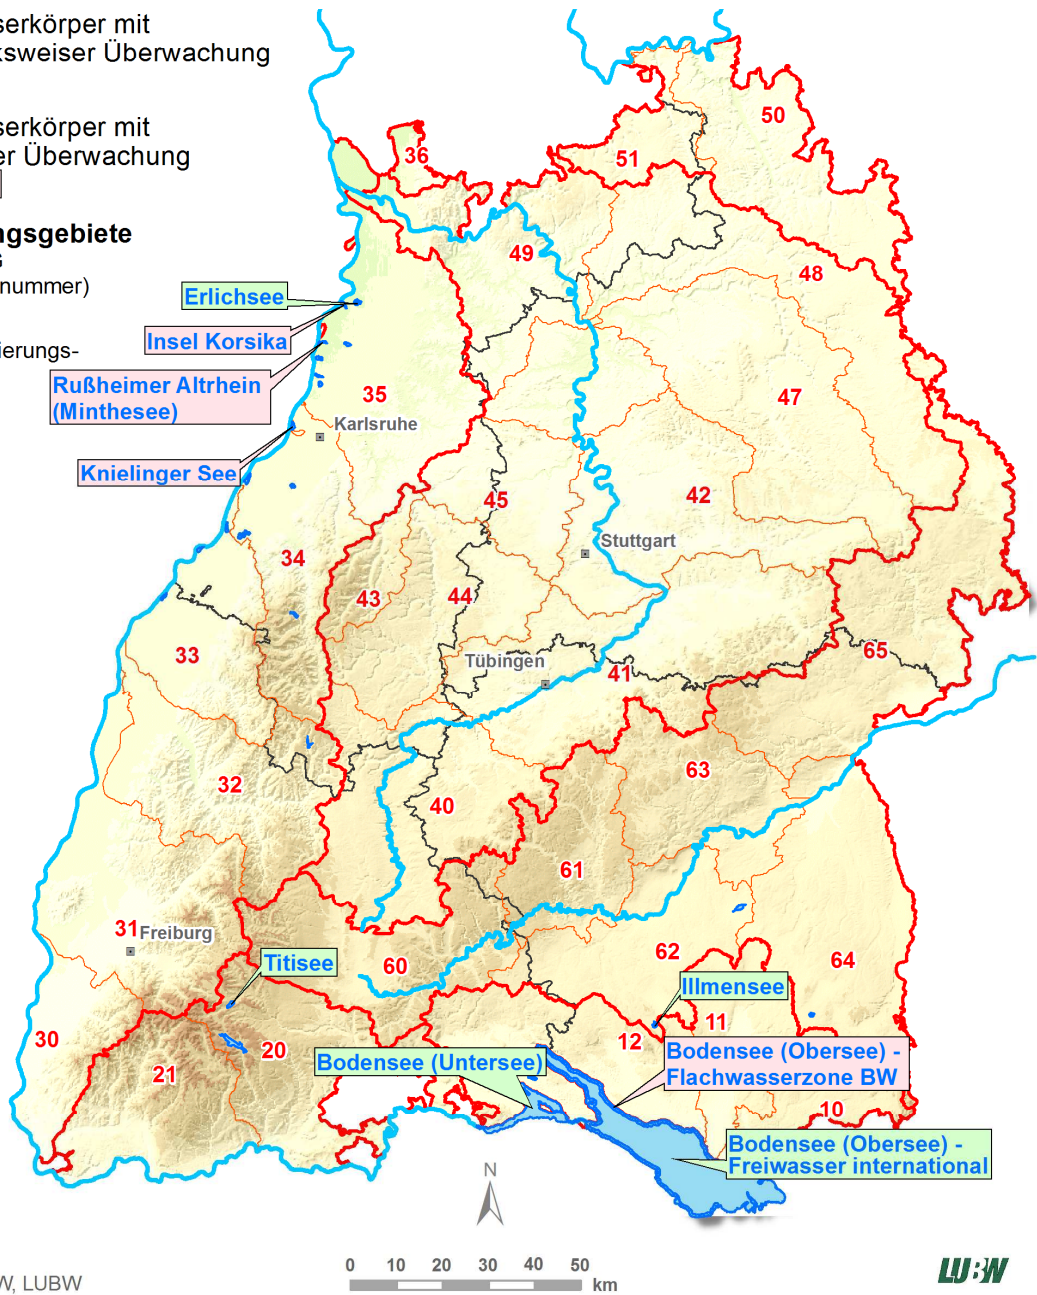 serkörper mit
ksweiser Überwachung
serkörper mit
er Überwachung
ngsgebiete
nummer)
ierungs-
50
36
51
49
48
Erlichsee
Insel Korsika
Rußheimer Altrhein
(Minthesee)
35
47
Karlsruhe
Knielinger See
45
42
Stuttgart
34
43
44
33
Tübingen
41
65
32
40
63
61
31
Freiburg
Titisee
60
62
64
Illmensee
11
30
21
20
12
Bodensee (Untersee)
Bodensee (Obersee) -
Flachwasserzone BW
10
Bodensee (Obersee) -
Freiwasser international
N
0 10 20 30 40 50
km
W, LUBW
LUBW